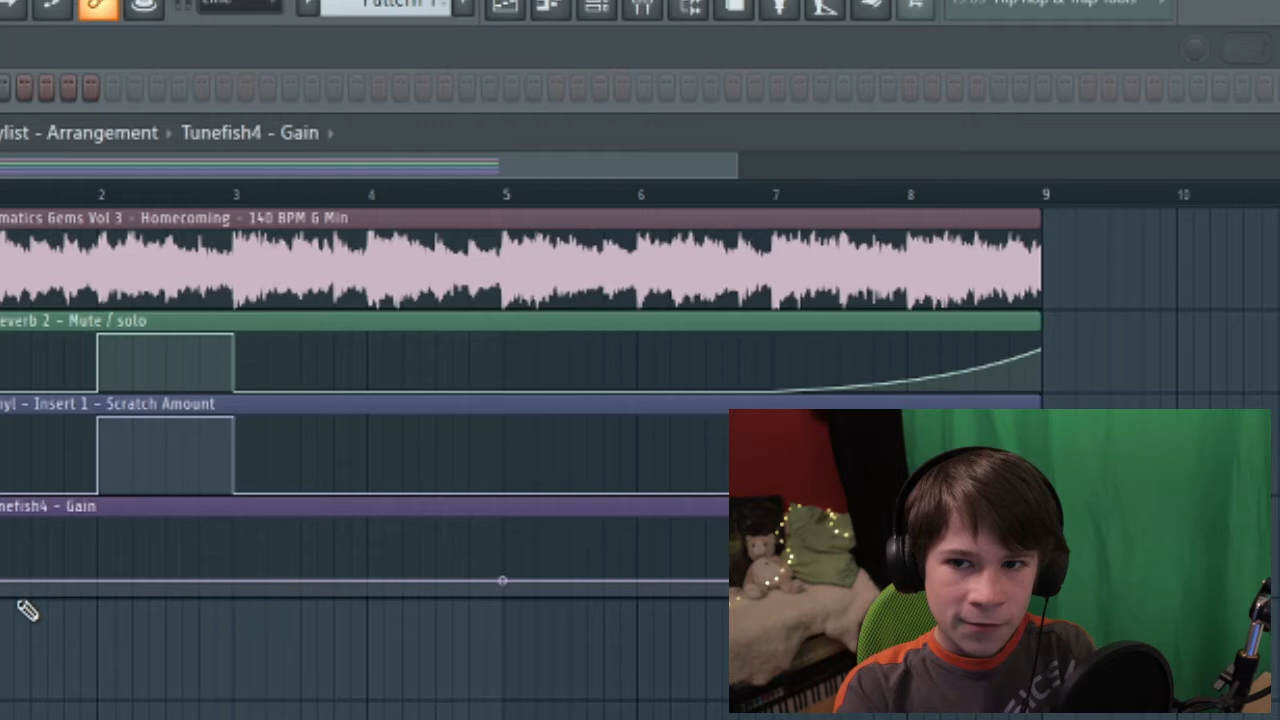 Pattern 1
ylist - Arrangement ▸ Tunefish4 - Gain ▸
2 3 4 5 6 7 8 9 10
matics Gems Vol 3 - Homecoming - 140 BPM G Min
everb 2 - Mute / solo
nyl - Insert 1 - Scratch Amount
nefish4 - Gain